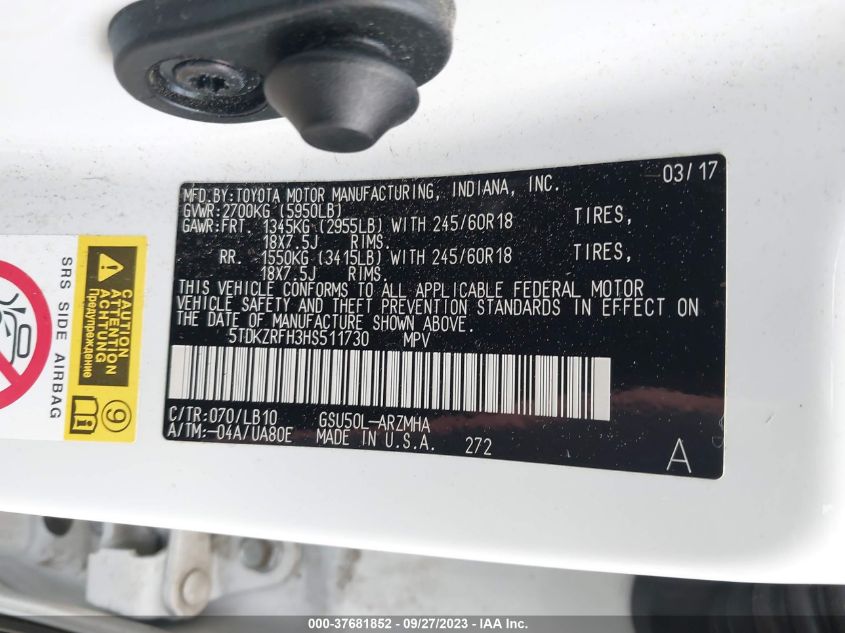 03/17
MFD.BY:TOYOTA MOTOR MANUFACTURING, INDIANA, INC.
GVWR:2700KG (5950LB)
GAWR:FRT. 1345KG (2955LB) WITH 245/60R18 TIRES,
18X7.5J RIMS.
RR. 1550KG (3415LB) WITH 245/60R18 TIRES,
18X7.5J RIMS.
THIS VEHICLE CONFORMS TO ALL APPLICABLE FEDERAL MOTOR
VEHICLE SAFETY AND THEFT PREVENTION STANDARDS IN EFFECT ON
THE DATE OF MANUFACTURE SHOWN ABOVE.
5TDKZRFH3HS511730 MPV
C/TR:070/LB10 GSU50L-ARZMHA
A/TM:-04A/UA80E MADE IN U.S.A. 272
A
SRS SIDE AIRBAG
ATTENTION
ACHTUNG
Предупреждение
9
000-37681852 - 09/27/2023 - IAA Inc.